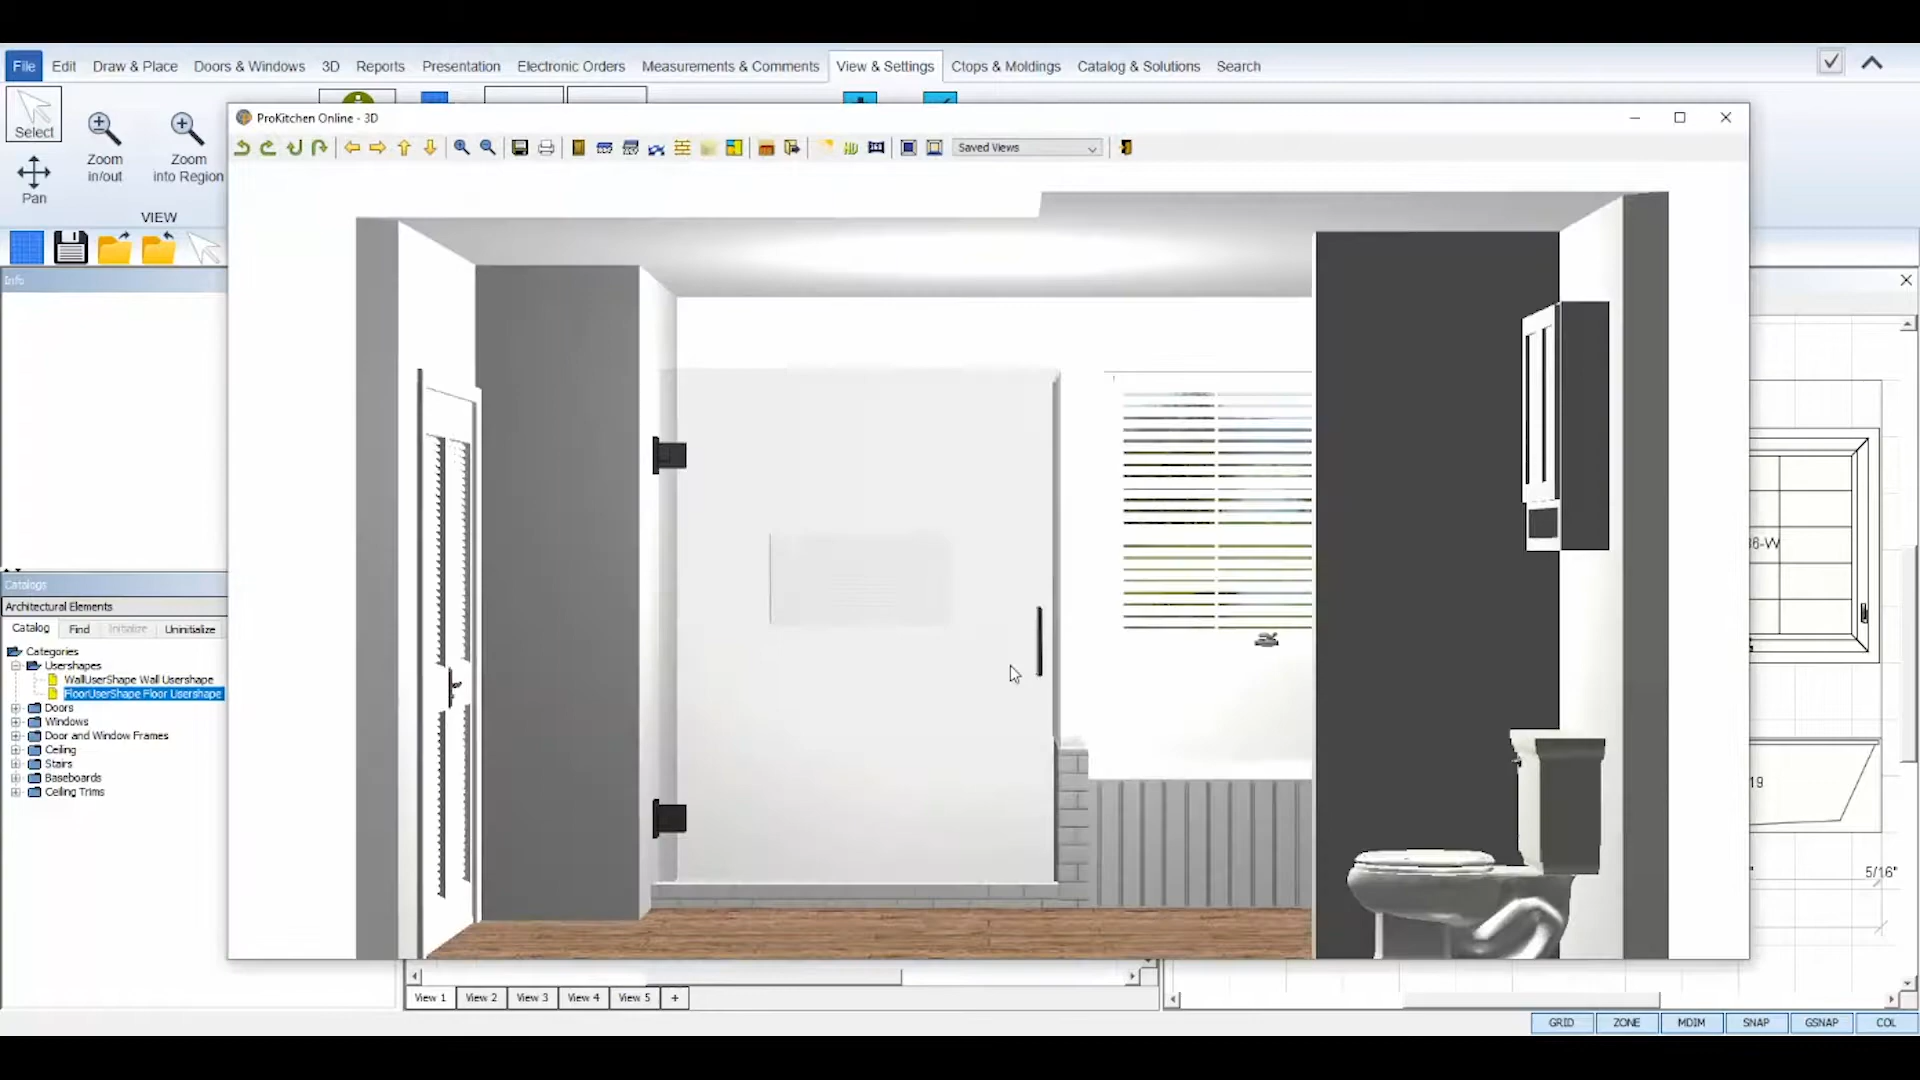 File Edit Draw & Place Doors & Windows 3D Reports Presentation Electronic Orders Measurements & Comments View & Settings Ctops & Moldings Catalog & Solutions Search
ProKitchen Online - 3D
Select
Zoom in/out
Zoom into Region
Saved Views
Pan
VIEW
Info
Catalogs
Architectural Elements
Catalog Find Initialize Uninitialize
Categories
Usershapes
WallUserShape Wall Usershape
FloorUserShape Floor Usershape
Doors
Windows
Door and Window Frames
Ceiling
Stairs
Baseboards
Ceiling Trims
36-W
19
5/16"
View 1 View 2 View 3 View 4 View 5 +
GRID ZONE MDIM SNAP GSNAP COL